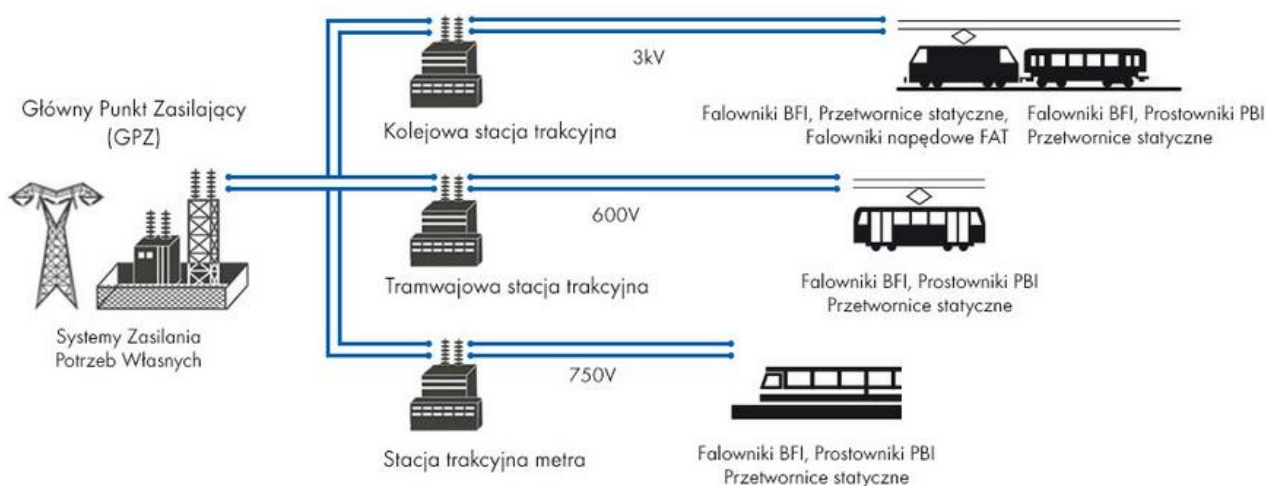 Główny Punkt Zasilający
(GPZ)
Systemy Zasilania
Potrzeb Własnych
Kolejowa stacja trakcyjna
3kV
Falowniki BFI, Przetwornice statyczne,
Falowniki napędowe FAT
Falowniki BFI, Prostowniki PBI
Przetwornice statyczne
Tramwajowa stacja trakcyjna
600V
Falowniki BFI, Prostowniki PBI
Przetwornice statyczne
Stacja trakcyjna metra
750V
Falowniki BFI, Prostowniki PBI
Przetwornice statyczne